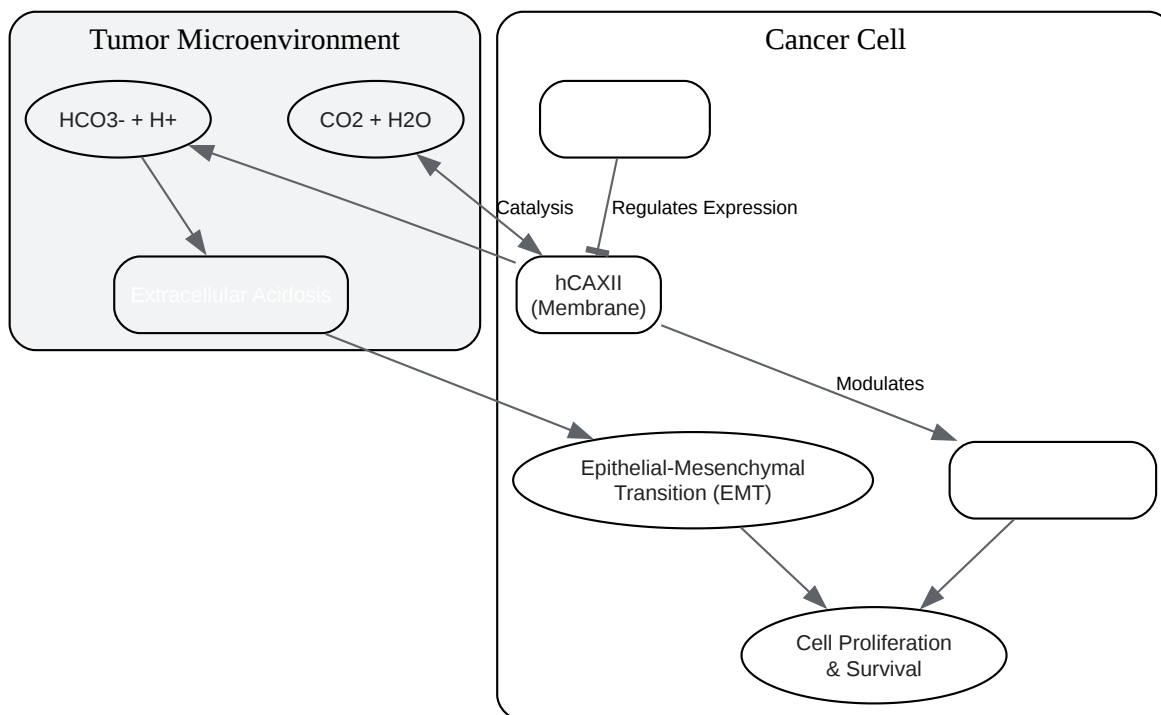 Tumor Microenvironment
HCO3- + H+
CO2 + H2O
Extracellular Acidosis
Cancer Cell
Catalysis
Regulates Expression
hCAXII
(Membrane)
Modulates
Epithelial-Mesenchymal
Transition (EMT)
Cell Proliferation
& Survival